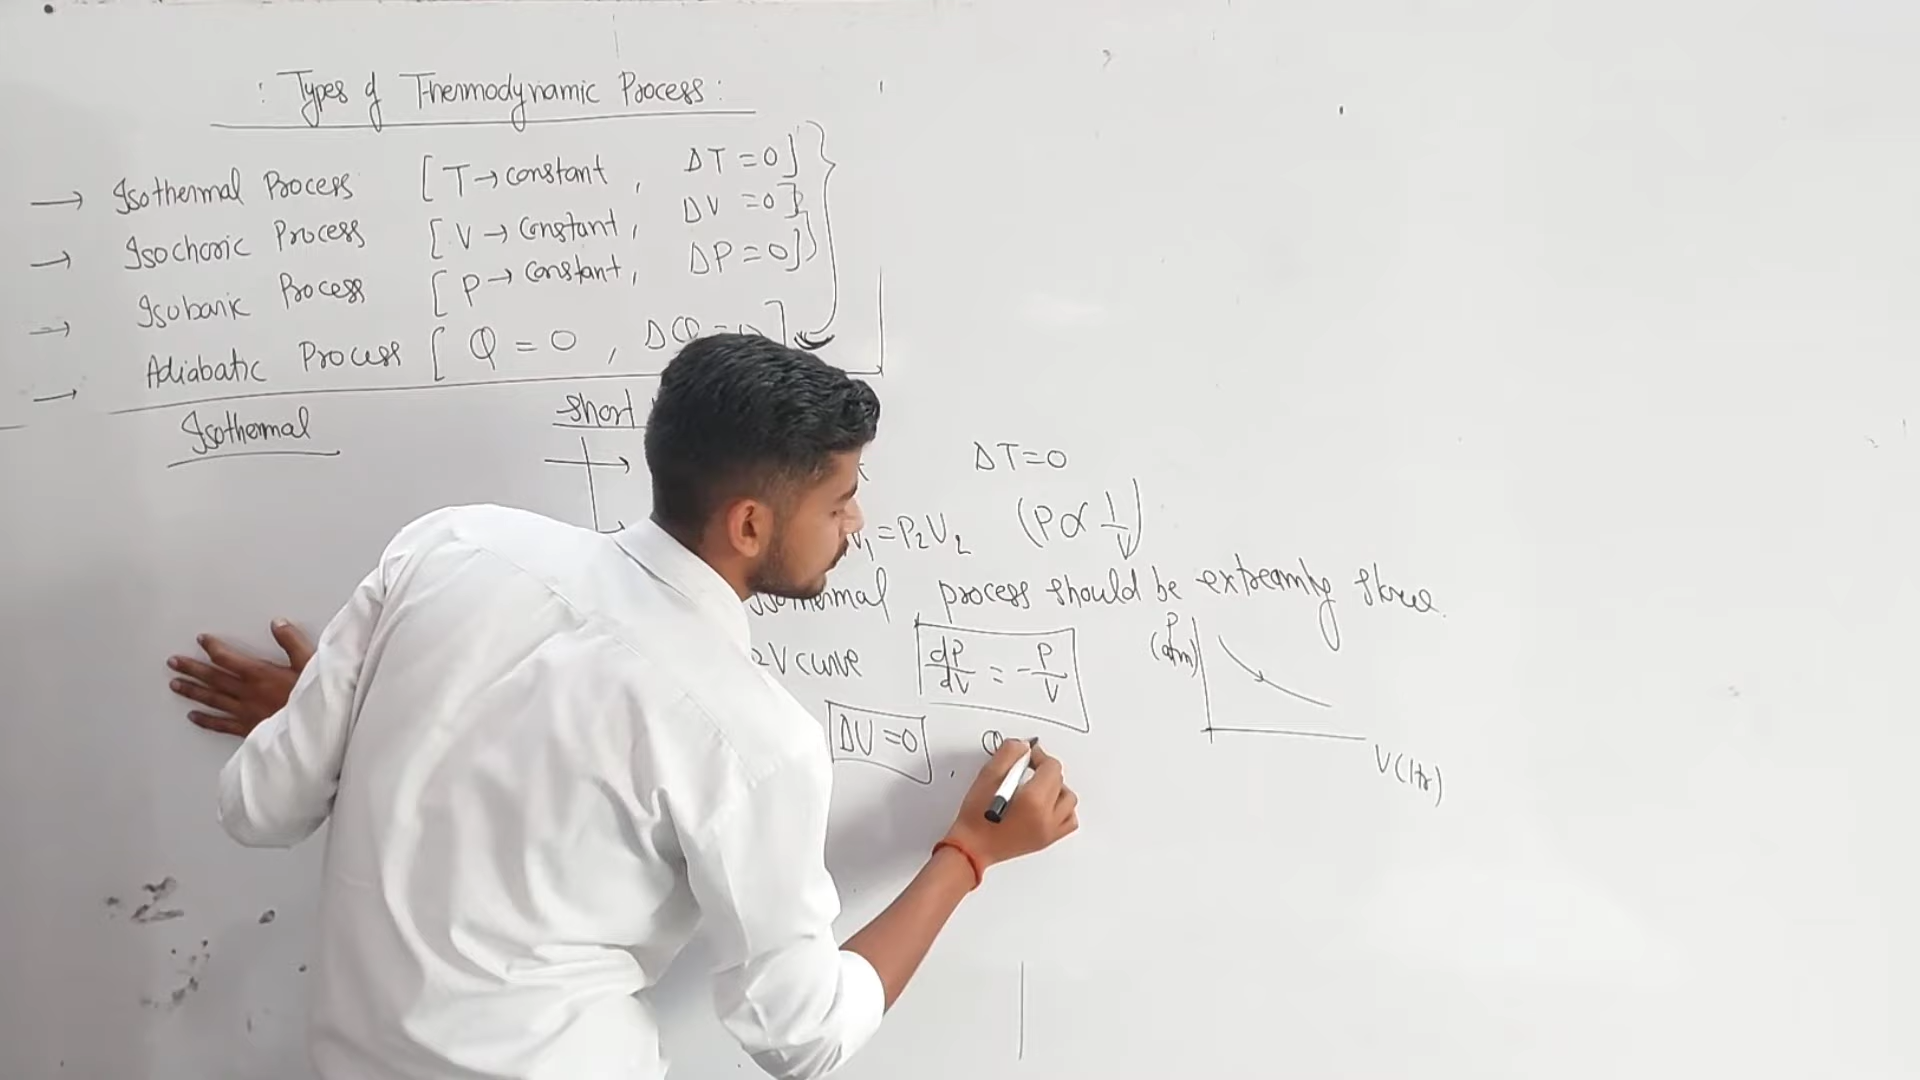 : Types of Thermodynamic Process :
→ Isothermal Process [T → constant, ΔT = 0]
→ Isochoric Process [V → Constant, ΔV = 0]
→ Isobaric Process [P → Constant, ΔP = 0]
→ Adiabatic Process [Q = 0,
Isothermal short
ΔT=0
V₁ = P₂V₂ (P ∝ 1/V)
process should be extreamly slow.
V curve dP/dV = -P/V P (atm)
ΔU = 0, Q V (ltr)